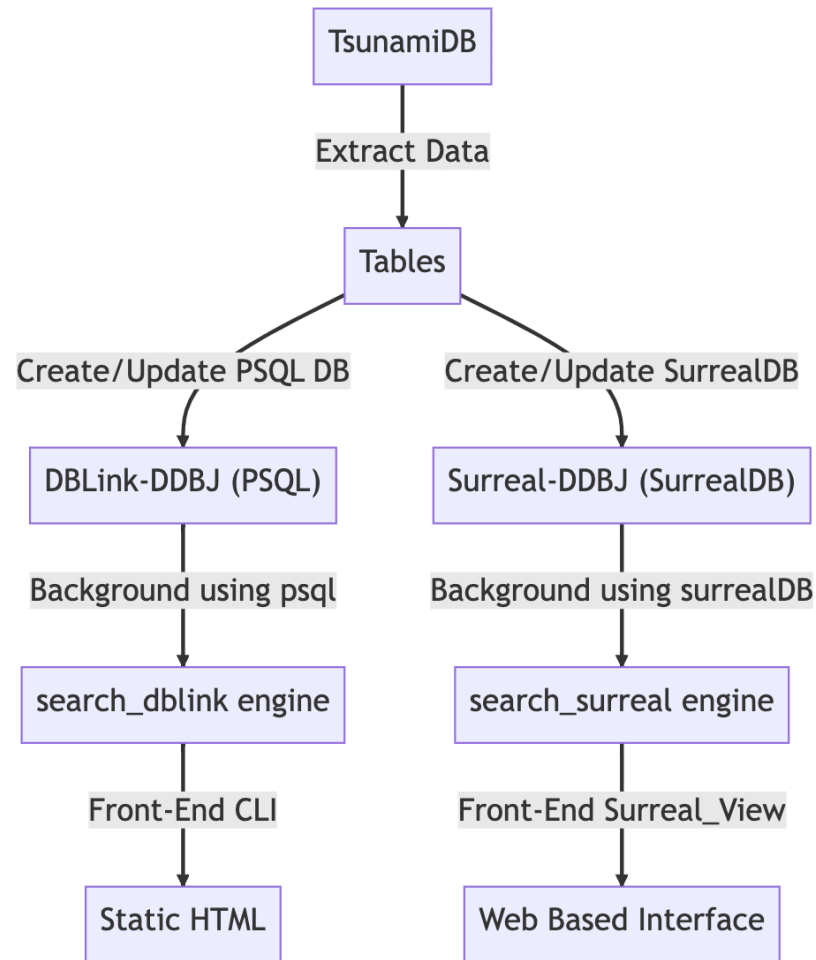 TsunamiDB
Extract Data
Tables
Create/Update PSQL DB
Create/Update SurrealDB
DBLink-DDBJ (PSQL)
Surreal-DDBJ (SurrealDB)
Background using psql
Background using surrealDB
search_dblink engine
search_surreal engine
Front-End CLI
Front-End Surreal_View
Static HTML
Web Based Interface